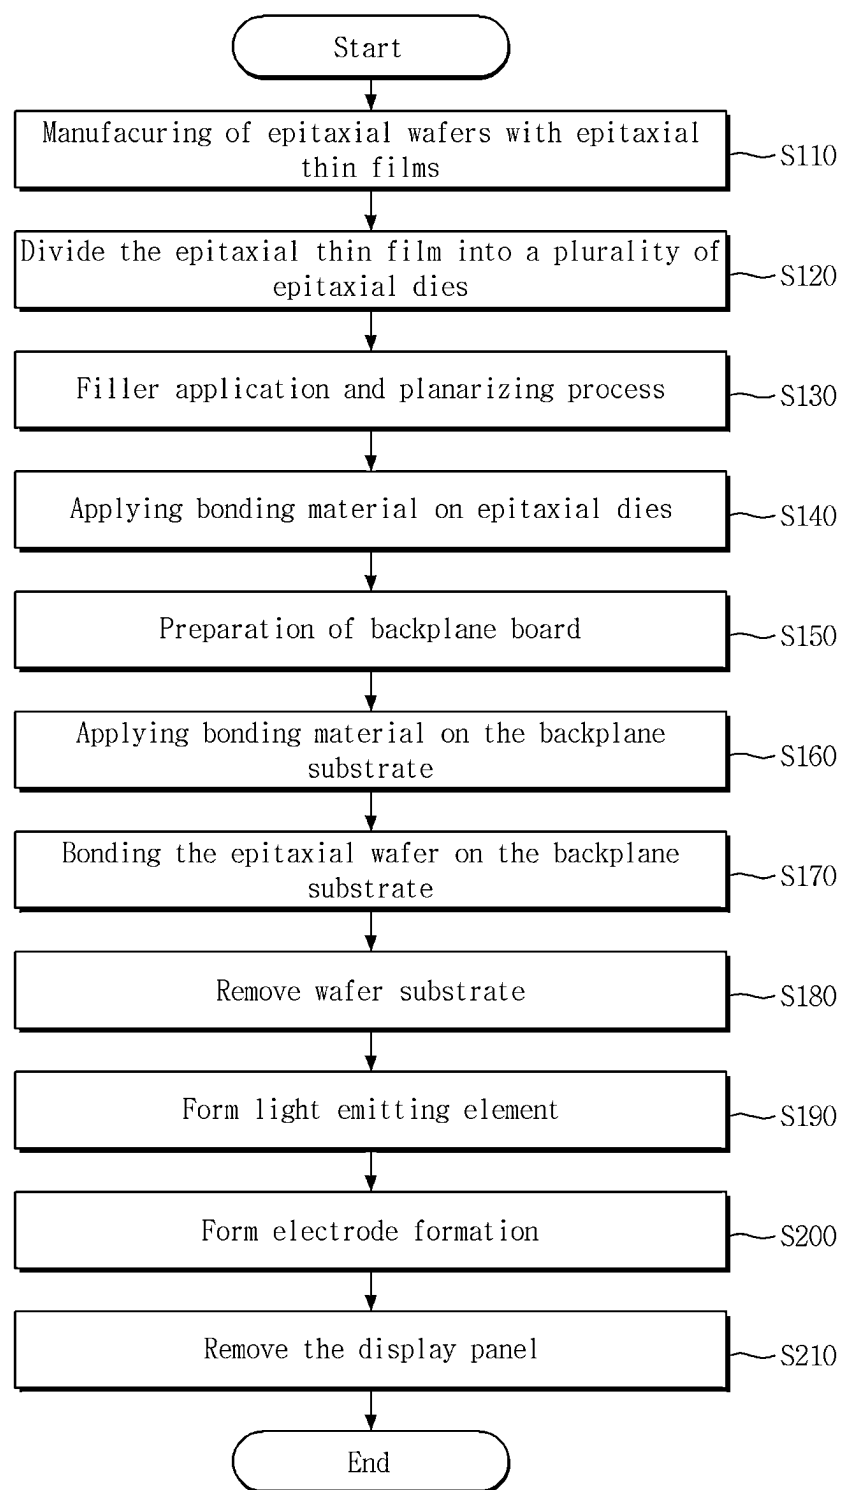 Start
Manufacuring of epitaxial wafers with epitaxial
thin films
S110
Divide the epitaxial thin film into a plurality of
epitaxial dies
S120
Filler application and planarizing process
S130
Applying bonding material on epitaxial dies
S140
Preparation of backplane board
S150
Applying bonding material on the backplane
substrate
S160
Bonding the epitaxial wafer on the backplane
substrate
S170
Remove wafer substrate
S180
Form light emitting element
S190
Form electrode formation
S200
Remove the display panel
S210
End